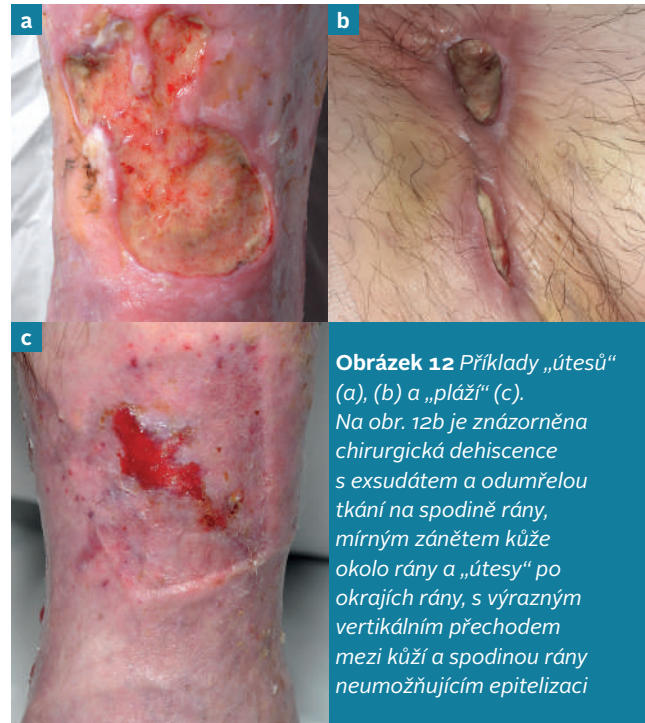 a
b
c
Obrázek 12 Příklady „útesů“
(a), (b) a „pláží“ (c).
Na obr. 12b je znázorněna
chirurgická dehiscence
s exsudátem a odumřelou
tkání na spodině rány,
mírným zánětem kůže
okolo rány a „útesy“ po
okrajích rány, s výrazným
vertikálním přechodem
mezi kůží a spodinou rány
neumožňujícím epitelizaci